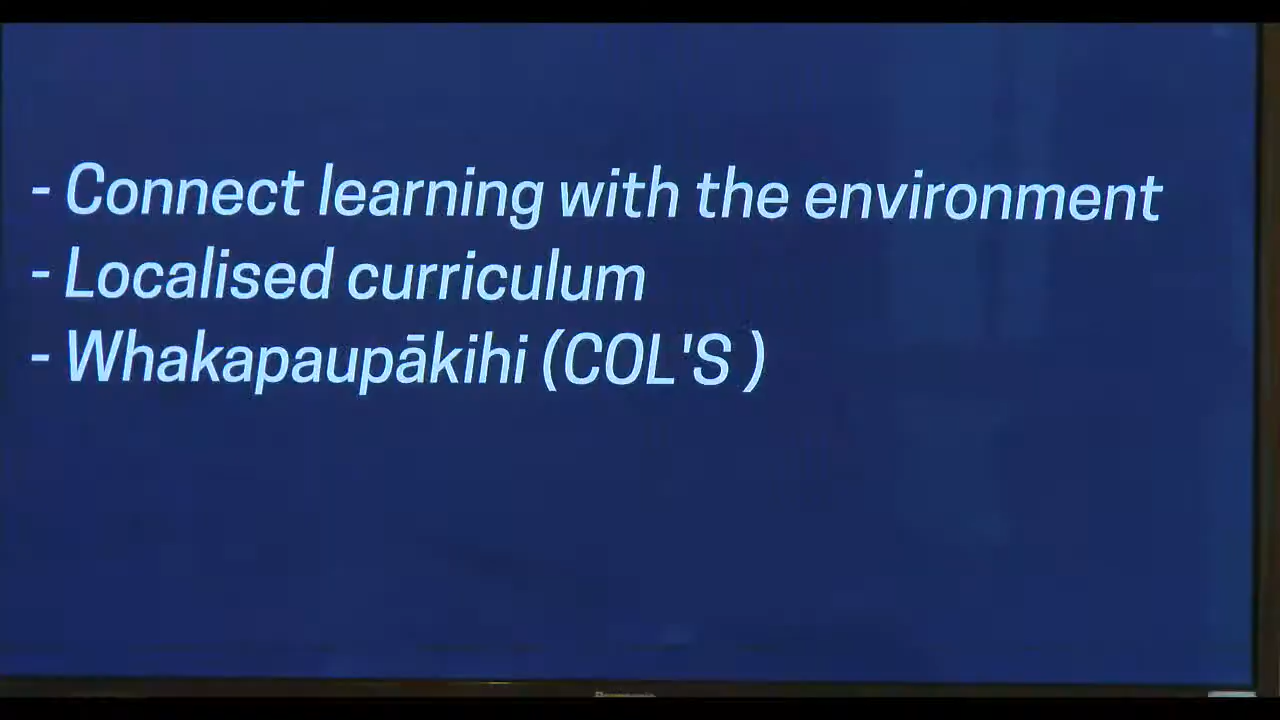 - Connect learning with the environment
- Localised curriculum
- Whakapaupākihi (COL'S )